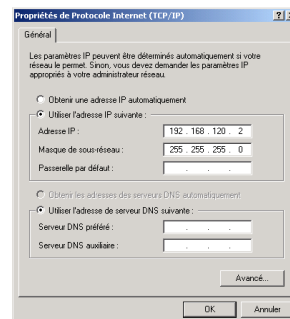 Propriétés de Protocole Internet (TCP/IP)
Général
Les paramètres IP peuvent être déterminés automatiquement si votre
réseau le permet. Sinon, vous devez demander les paramètres IP
appropriés à votre administrateur réseau.
Obtenir une adresse IP automatiquement
Utiliser l'adresse IP suivante :
Adresse IP : 192 . 168 . 120 . 2
Masque de sous-réseau : 255 . 255 . 255 . 0
Passerelle par défaut : . . .
Obtenir les adresses des serveurs DNS automatiquement
Utiliser l'adresse de serveur DNS suivante :
Serveur DNS préféré : . . .
Serveur DNS auxiliaire : . . .
Avancé...
OK Annuler